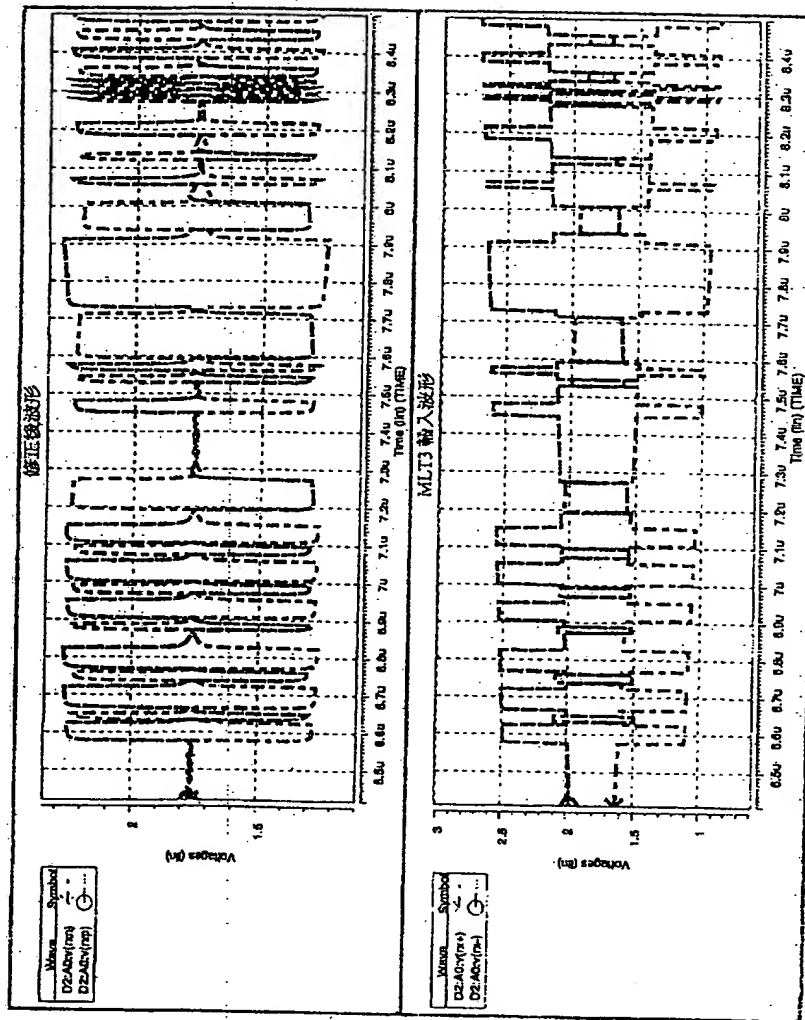 修正後波形
Wave Symbol
D2:A0:v(rxn)
D2:A0:v(rxp)
Voltages (lin)
2
1.5
6.5u 6.6u 6.7u 6.8u 6.9u 7u 7.1u 7.2u 7.3u 7.4u 7.5u 7.6u 7.7u 7.8u 7.9u 8u 8.1u 8.2u 8.3u 8.4u
Time (lin) (TIME)
MLT3 輸入波形
Wave Symbol
D2:A0:v(rx+)
D2:A0:v(rx-)
Voltages (lin)
3
2.5
2
1.5
1
6.5u 6.6u 6.7u 6.8u 6.9u 7u 7.1u 7.2u 7.3u 7.4u 7.5u 7.6u 7.7u 7.8u 7.9u 8u 8.1u 8.2u 8.3u 8.4u
Time (lin) (TIME)